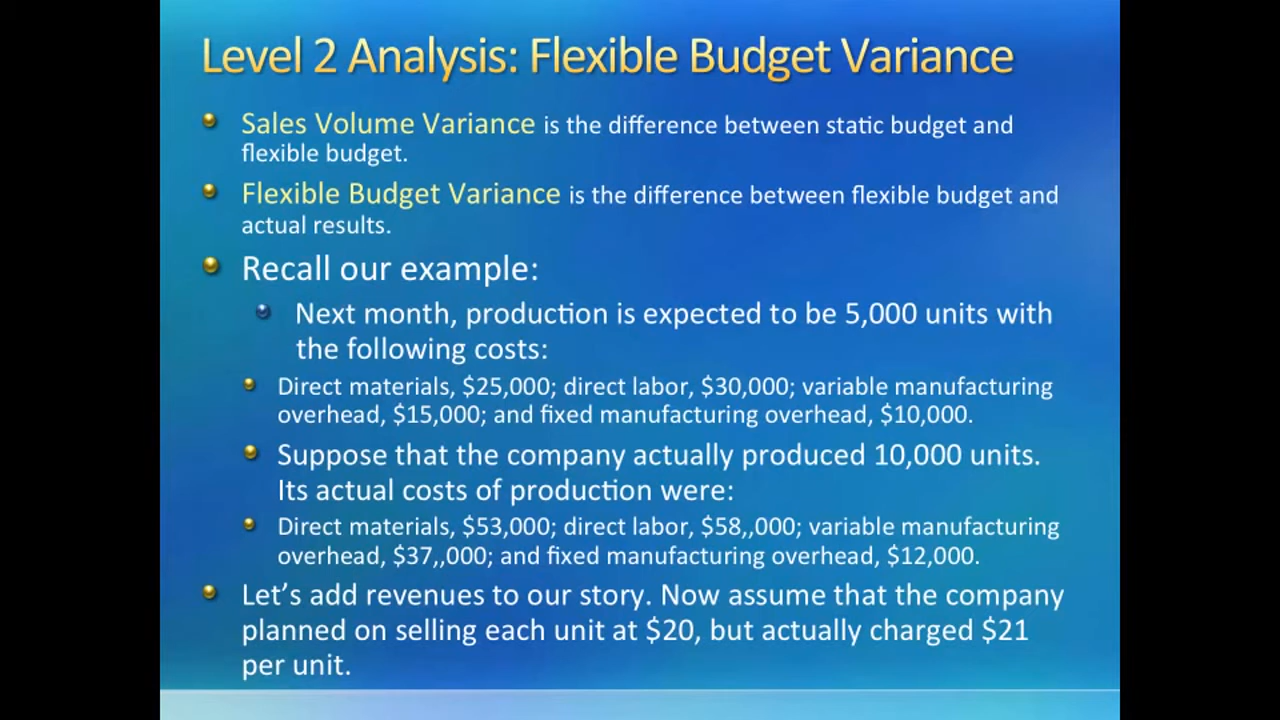 Level 2 Analysis: Flexible Budget Variance
Sales Volume Variance is the difference between static budget and
flexible budget.
Flexible Budget Variance is the difference between flexible budget and
actual results.
Recall our example:
Next month, production is expected to be 5,000 units with
the following costs:
Direct materials, $25,000; direct labor, $30,000; variable manufacturing
overhead, $15,000; and fixed manufacturing overhead, $10,000.
Suppose that the company actually produced 10,000 units.
Its actual costs of production were:
Direct materials, $53,000; direct labor, $58,,000; variable manufacturing
overhead, $37,,000; and fixed manufacturing overhead, $12,000.
Let’s add revenues to our story. Now assume that the company
planned on selling each unit at $20, but actually charged $21
per unit.